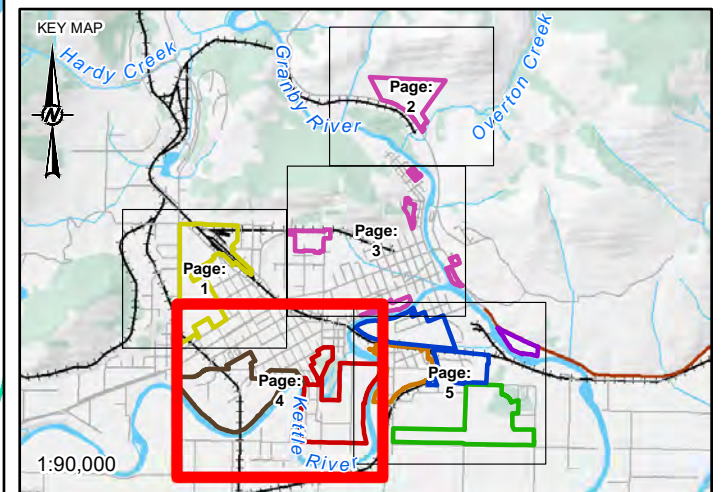 KEY MAP
Hardy Creek
Granby River
Overton Creek
N
Page:
2
Page:
3
Page:
1
Page:
4
Page:
5
Kettle River
1:90,000